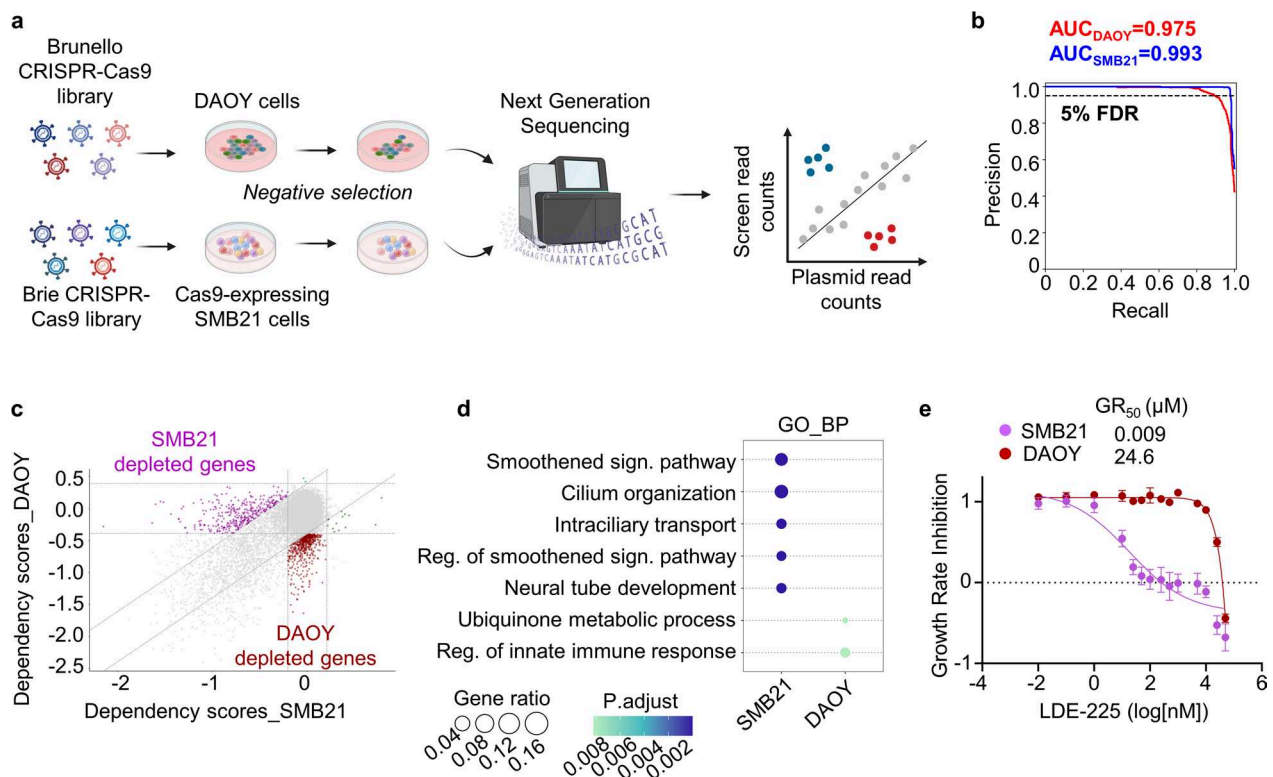 a
Brunello
CRISPR-Cas9
library
DAOY cells
Negative selection
Brie CRISPR-
Cas9 library
Cas9-expressing
SMB21 cells
Next Generation
Sequencing
Screen read
counts
Plasmid read
counts
b
AUC_DAOY=0.975
AUC_SMB21=0.993
5% FDR
Precision
1.0
0.8
0.6
0.4
0.2
0
0 0.2 0.4 0.6 0.8 1.0
Recall
c
SMB21
depleted genes
DAOY
depleted genes
Dependency scores_DAOY
0.5
0.0
-0.5
-1.0
-1.5
-2.0
-2.5
-2 -1 0
Dependency scores_SMB21
d
GO_BP
Smoothened sign. pathway
Cilium organization
Intraciliary transport
Reg. of smoothened sign. pathway
Neural tube development
Ubiquinone metabolic process
Reg. of innate immune response
SMB21
DAOY
Gene ratio
0.04 0.08 0.12 0.16
P.adjust
0.008 0.006 0.004 0.002
e
GR50 (µM)
SMB21 0.009
DAOY 24.6
Growth Rate Inhibition
1
0
-1
-4 -2 0 2 4 6
LDE-225 (log[nM])